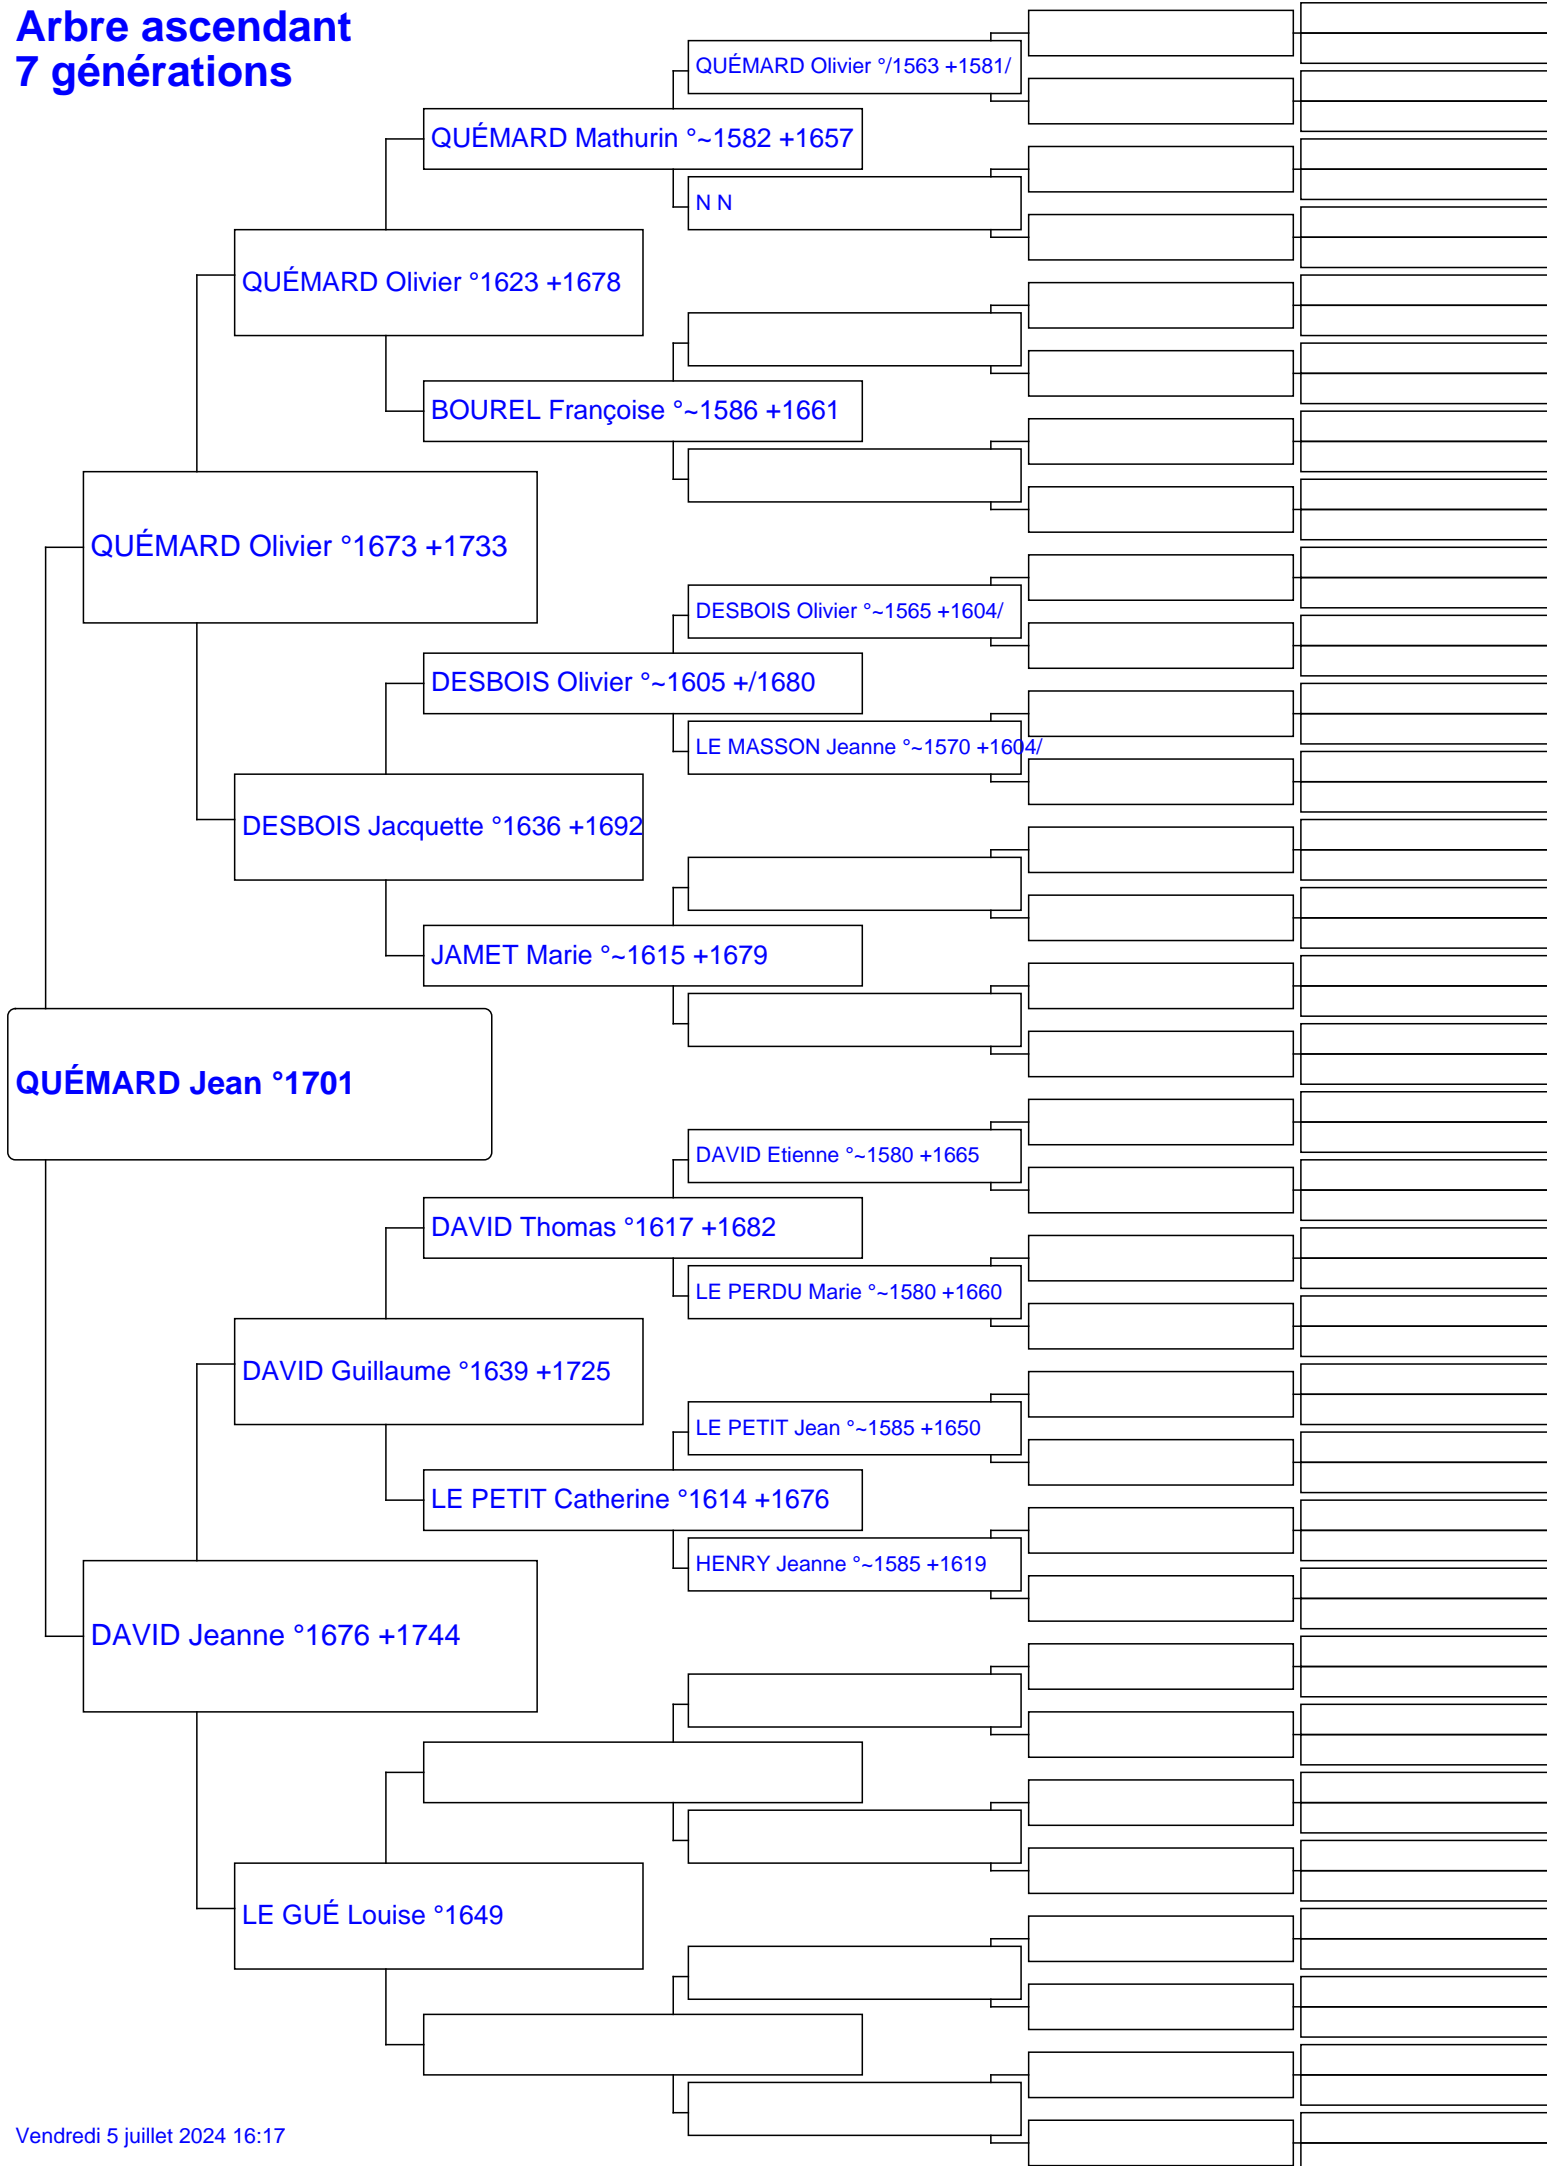 Arbre ascendant
7 générations
QUÉMARD Olivier °/1563 +1581/
QUÉMARD Mathurin °~1582 +1657
N N
QUÉMARD Olivier °1623 +1678
BOUREL Françoise °~1586 +1661
QUÉMARD Olivier °1673 +1733
DESBOIS Olivier °~1565 +1604/
DESBOIS Olivier °~1605 +/1680
LE MASSON Jeanne °~1570 +1604/
DESBOIS Jacquette °1636 +1692
JAMET Marie °~1615 +1679
QUÉMARD Jean °1701
DAVID Etienne °~1580 +1665
DAVID Thomas °1617 +1682
LE PERDU Marie °~1580 +1660
DAVID Guillaume °1639 +1725
LE PETIT Jean °~1585 +1650
LE PETIT Catherine °1614 +1676
HENRY Jeanne °~1585 +1619
DAVID Jeanne °1676 +1744
LE GUÉ Louise °1649
Vendredi 5 juillet 2024 16:17